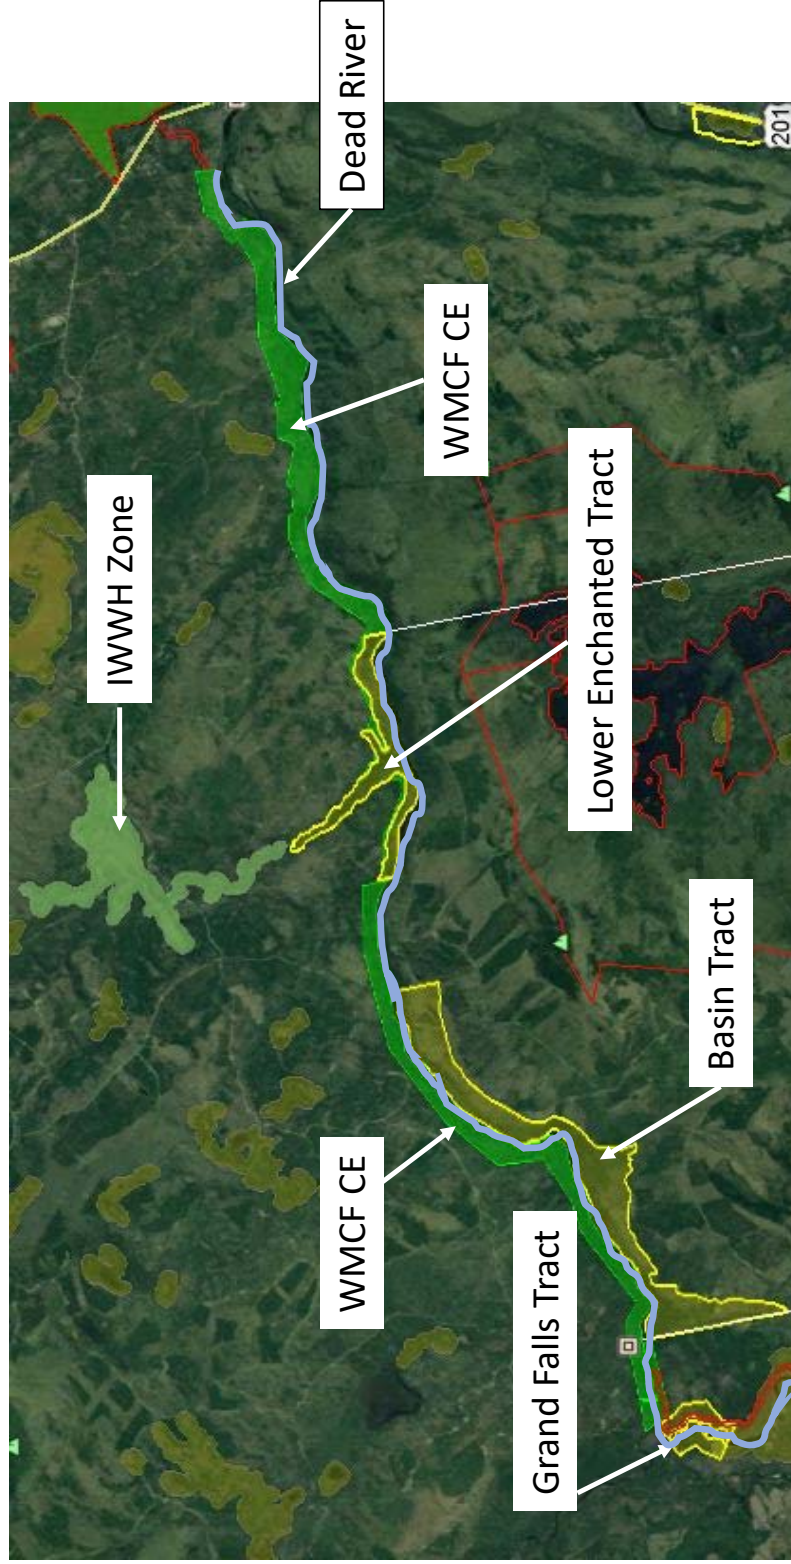 IWWH Zone
Dead River
WMCF CE
Lower Enchanted Tract
WMCF CE
Basin Tract
Grand Falls Tract
201